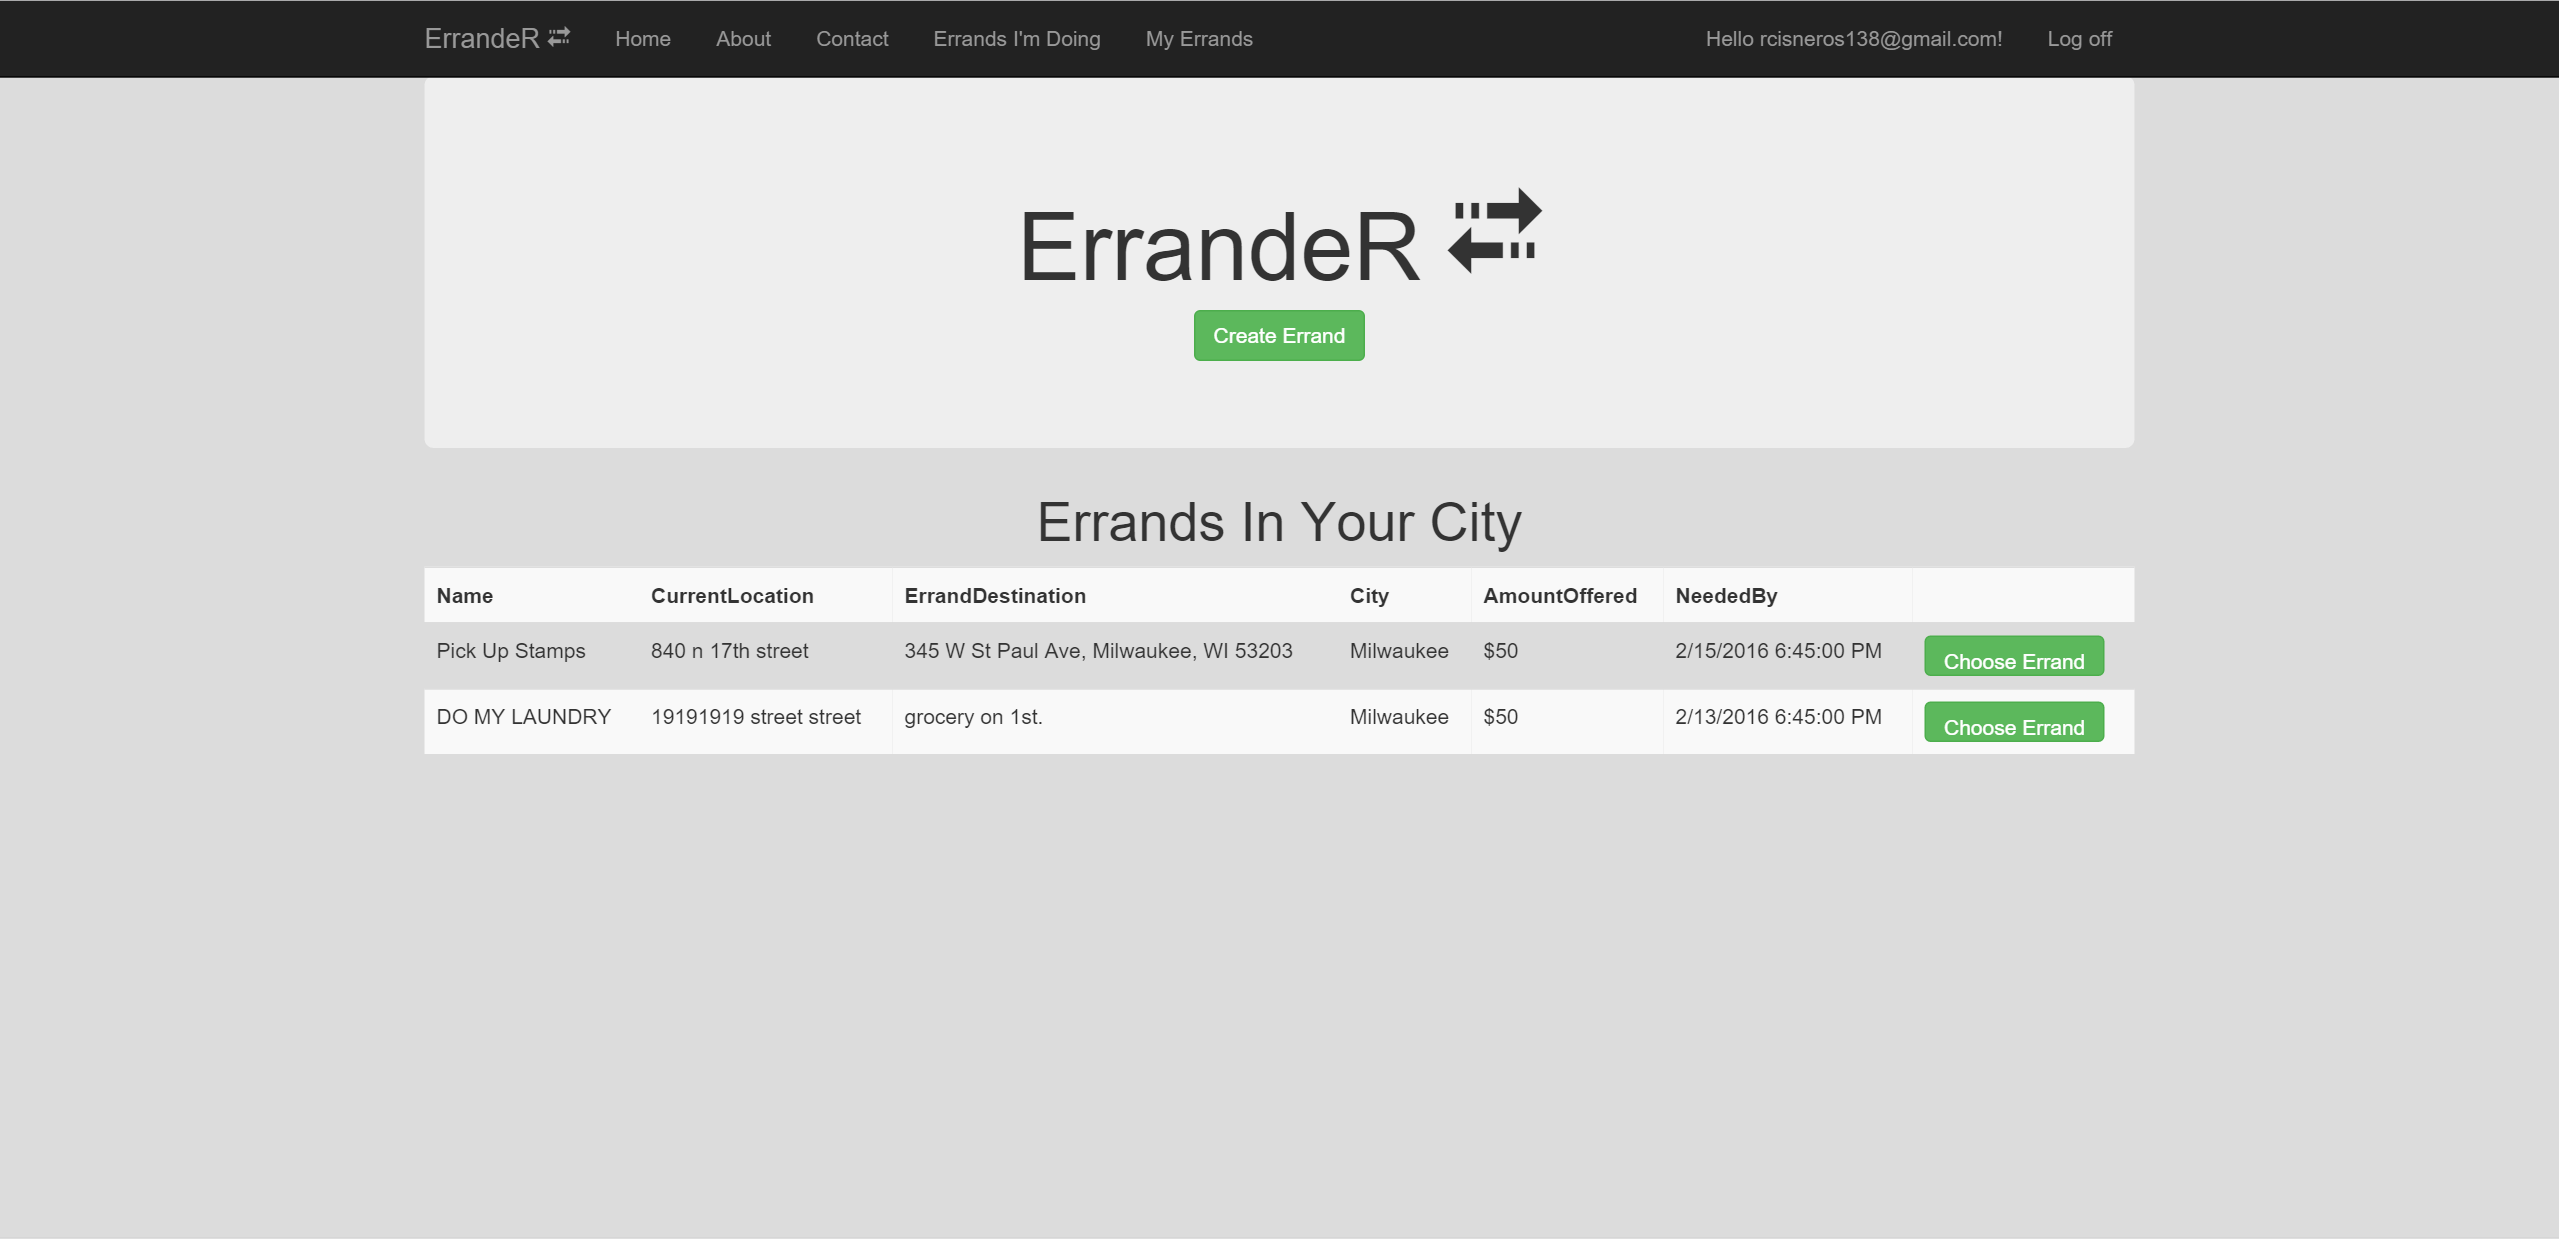 ErrandeR Home About Contact Errands I'm Doing My Errands Hello rcisneros138@gmail.com! Log off
ErrandeR
Create Errand
Errands In Your City
Name CurrentLocation ErrandDestination City AmountOffered NeededBy
Pick Up Stamps 840 n 17th street 345 W St Paul Ave, Milwaukee, WI 53203 Milwaukee $50 2/15/2016 6:45:00 PM Choose Errand
DO MY LAUNDRY 19191919 street street grocery on 1st. Milwaukee $50 2/13/2016 6:45:00 PM Choose Errand